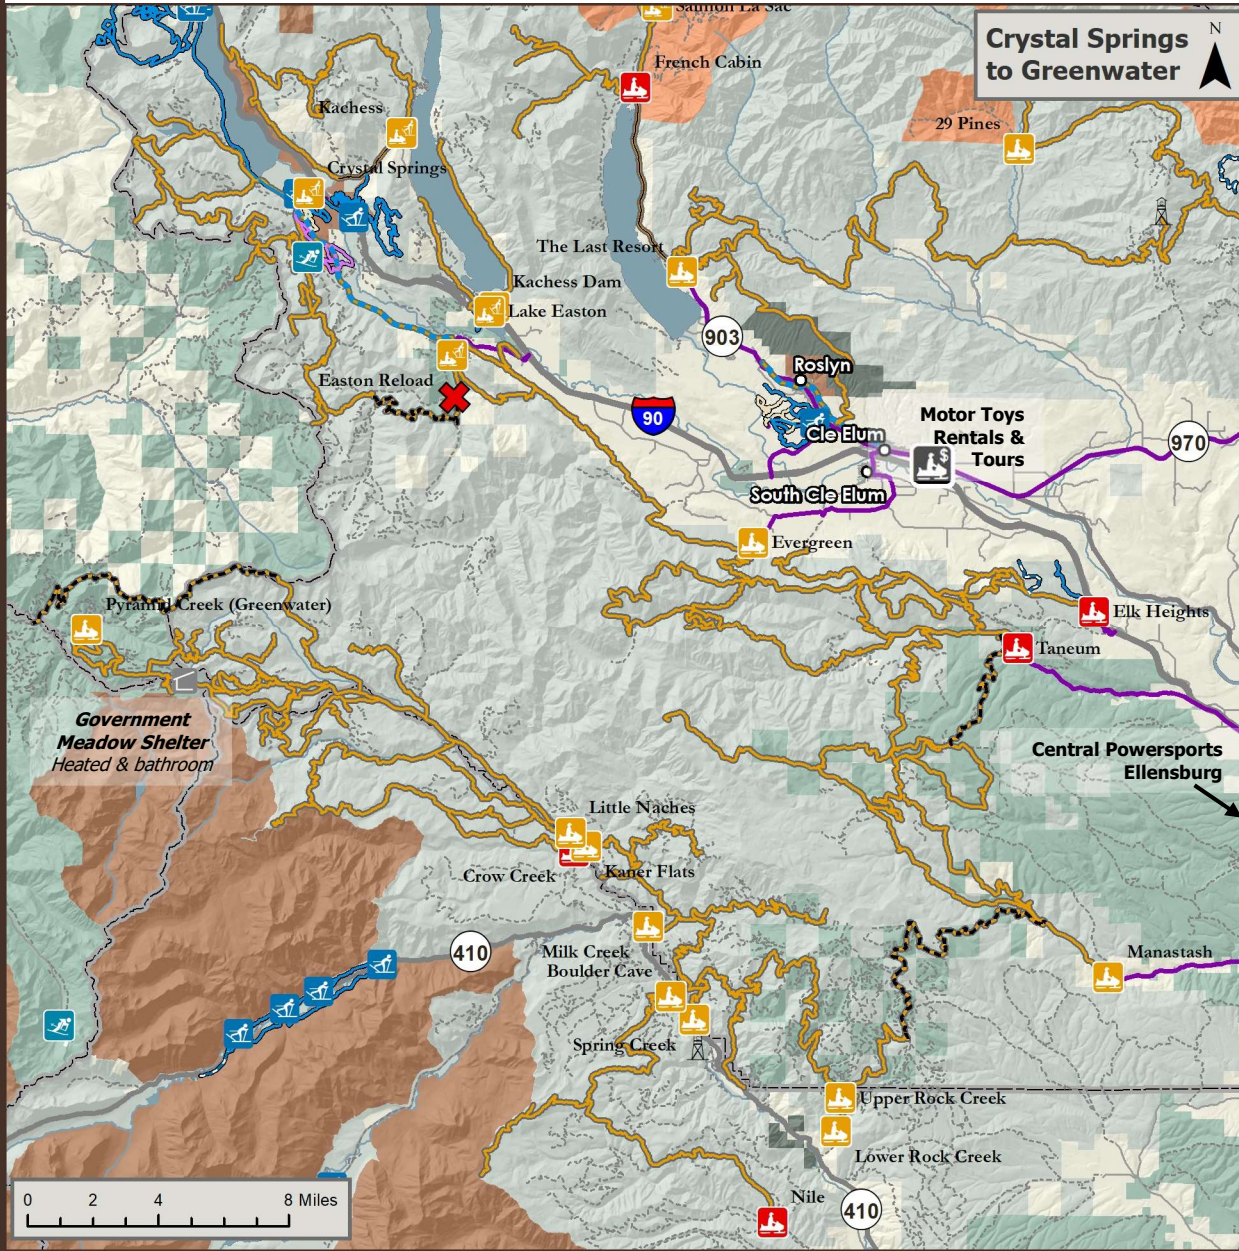 Salmon La Sac
Crystal Springs
to Greenwater
N
French Cabin
Kachess
29 Pines
Crystal Springs
The Last Resort
Kachess Dam
Lake Easton
903
Roslyn
Easton Reload
90
Motor Toys
Rentals &
Tours
$
Cle Elum
970
South Cle Elum
Evergreen
Pyramid Creek (Greenwater)
Elk Heights
Taneum
Government
Meadow Shelter
Heated & bathroom
Central Powersports
Ellensburg
Little Naches
Crow Creek
Kaner Flats
410
Milk Creek
Boulder Cave
Manastash
Spring Creek
Upper Rock Creek
Lower Rock Creek
Nile
410
0 2 4 8 Miles